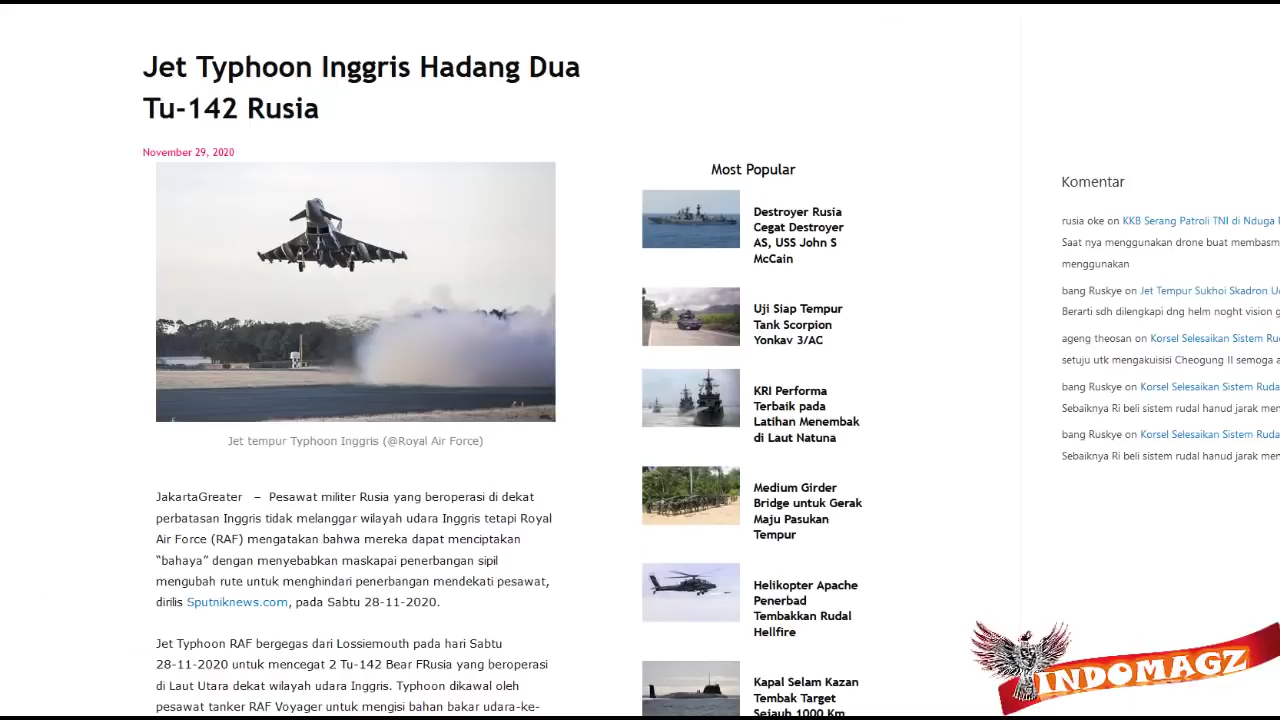 Jet Typhoon Inggris Hadang Dua
Tu-142 Rusia
November 29, 2020
Jet tempur Typhoon Inggris (@Royal Air Force)
JakartaGreater – Pesawat militer Rusia yang beroperasi di dekat
perbatasan Inggris tidak melanggar wilayah udara Inggris tetapi Royal
Air Force (RAF) mengatakan bahwa mereka dapat menciptakan
“bahaya” dengan menyebabkan maskapai penerbangan sipil
mengubah rute untuk menghindari penerbangan mendekati pesawat,
dirilis Sputniknews.com, pada Sabtu 28-11-2020.
Jet Typhoon RAF bergegas dari Lossiemouth pada hari Sabtu
28-11-2020 untuk mencegat 2 Tu-142 Bear FRusia yang beroperasi
di Laut Utara dekat wilayah udara Inggris. Typhoon dikawal oleh
pesawat tanker RAF Voyager untuk mengisi bahan bakar udara-ke-
Most Popular
Destroyer Rusia
Cegat Destroyer
AS, USS John S
McCain
Uji Siap Tempur
Tank Scorpion
Yonkav 3/AC
KRI Performa
Terbaik pada
Latihan Menembak
di Laut Natuna
Medium Girder
Bridge untuk Gerak
Maju Pasukan
Tempur
Helikopter Apache
Penerbad
Tembakkan Rudal
Hellfire
Kapal Selam Kazan
Tembak Target
Sejauh 1000 Km
Komentar
rusia oke on KKB Serang Patroli TNI di Nduga
Saat nya menggunakan drone buat membasm
menggunakan
bang Ruskye on Jet Tempur Sukhoi Skadron
Berarti sdh dilengkapi dng helm noght vision
ageng theosan on Korsel Selesaikan Sistem Rud
setuju utk mengakuisisi Cheogung II semoga
bang Ruskye on Korsel Selesaikan Sistem Ruda
Sebaiknya Ri beli sistem rudal hanud jarak men
bang Ruskye on Korsel Selesaikan Sistem Ruda
Sebaiknya Ri beli sistem rudal hanud jarak men
INDOMAGZ